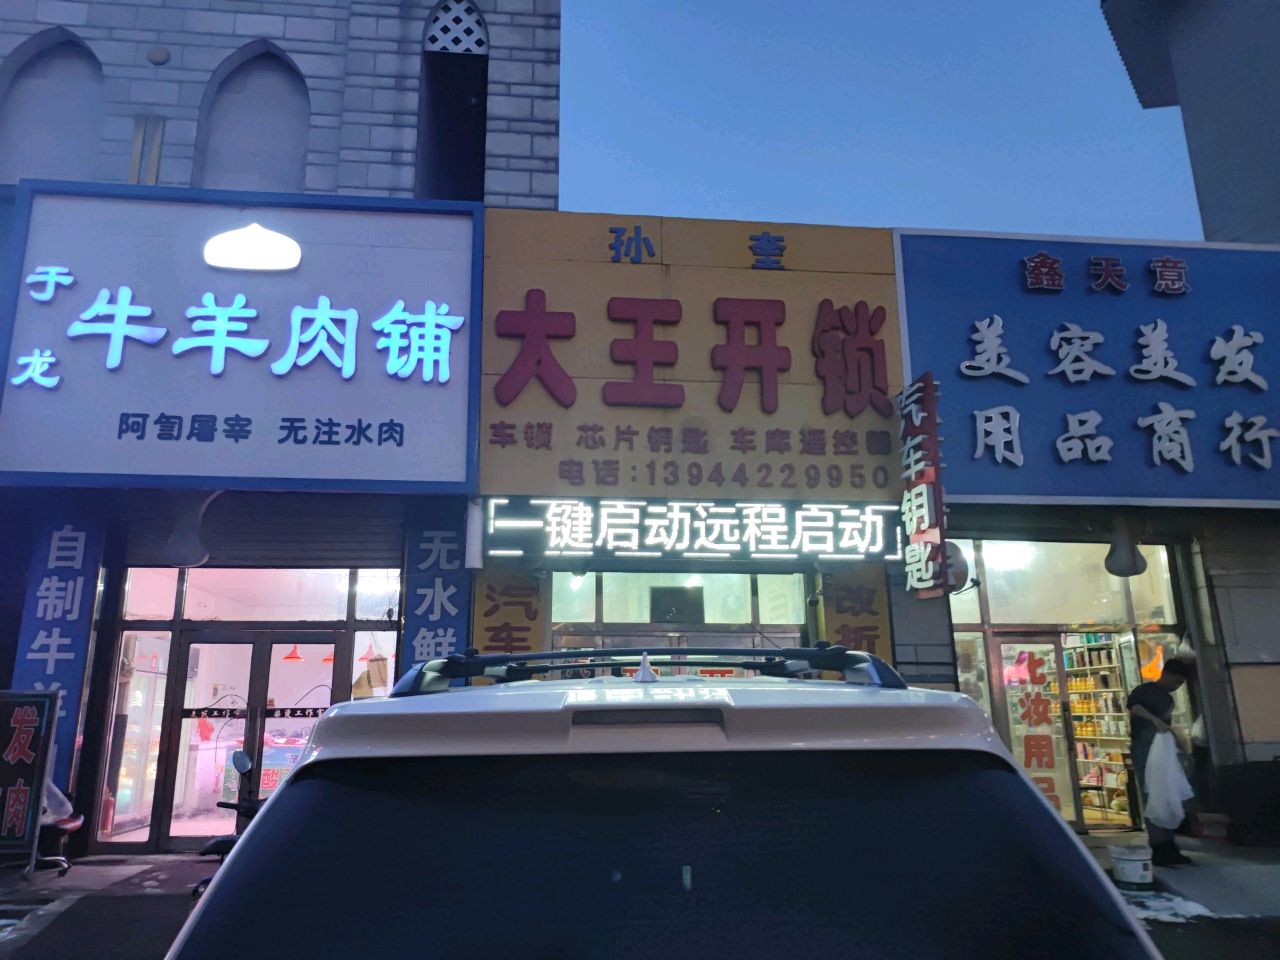 于龙
牛羊肉铺
阿訇屠宰 无注水肉
自制牛羊
无水鲜
发
肉
孙奎
大王开锁
车锁 芯片钥匙 车库遥控器
电话:13944229950
一键启动远程启动
汽车
改折
汽车钥匙
鑫天意
美容美发
用品商行
化妆用品